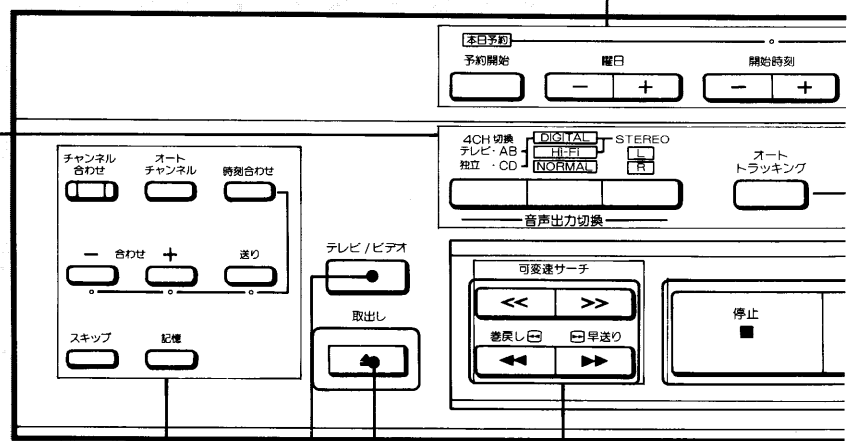 本日予約
予約開始
曜日
開始時刻
− +
− +
4CH 切換
テレビ・AB
独立 ・CD
DIGITAL
Hi-Fi
NORMAL
STEREO
L
R
オート
トラッキング
音声出力切換
チャンネル
合わせ
オート
チャンネル
時刻合わせ
− 合わせ +
送り
スキップ
記憶
テレビ/ビデオ
取出し
可変速サーチ
<< >>
巻戻し
早送り
停止